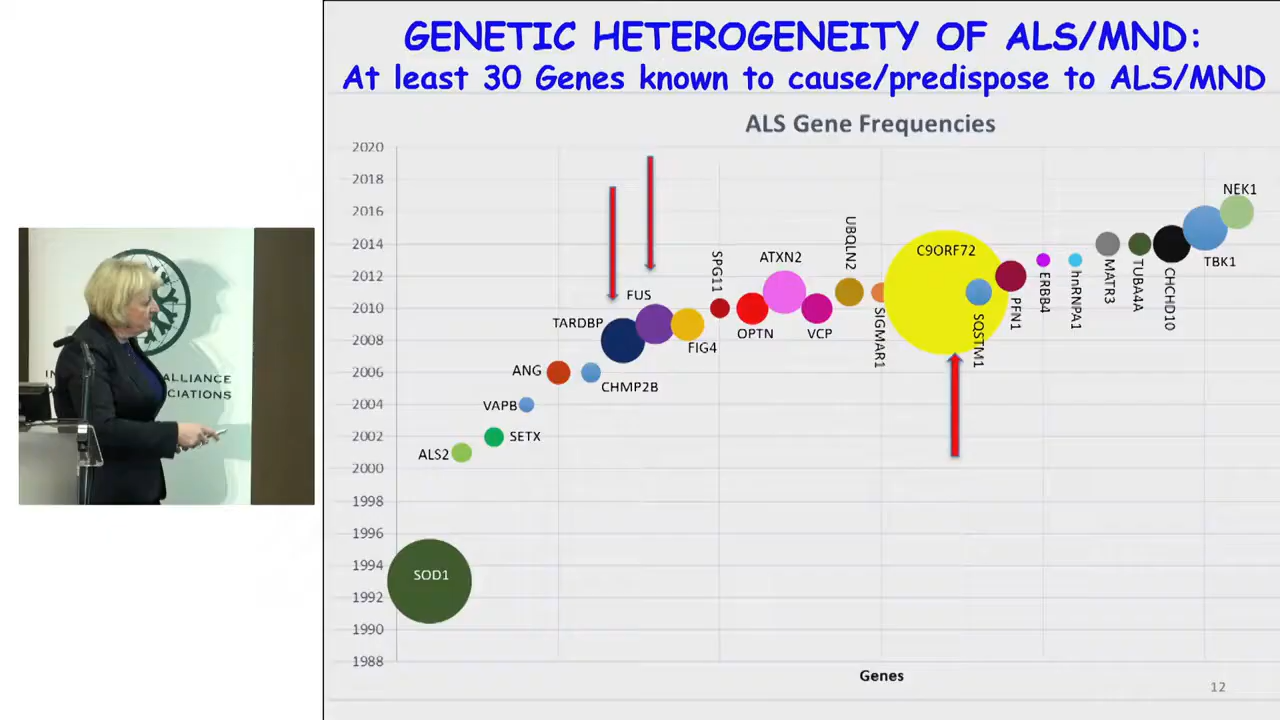 GENETIC HETEROGENEITY OF ALS/MND:
At least 30 Genes known to cause/predispose to ALS/MND
ALS Gene Frequencies
2020
2018
2016
2014
2012
2010
2008
2006
2004
2002
2000
1998
1996
1994
1992
1990
1988
SOD1
ALS2
SETX
VAPB
ANG
CHMP2B
TARDBP
FUS
FIG4
SPG11
OPTN
ATXN2
VCP
UBQLN2
SIGMAR1
C9ORF72
SQSTM1
PFN1
ERBB4
hnRNPA1
MATR3
TUBA4A
CHCHD10
TBK1
NEK1
Genes
12
ALLIANCE
CIATIONS